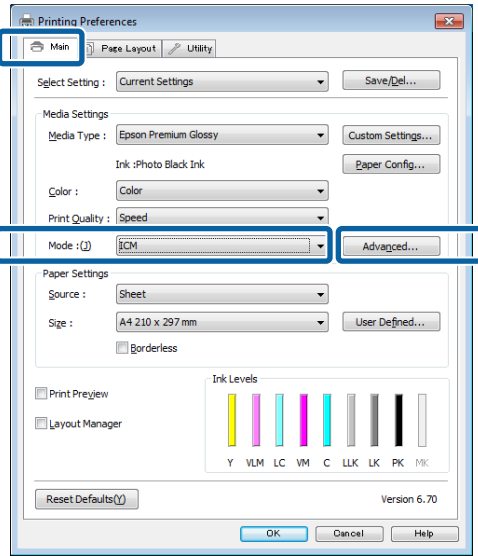 Printing Preferences
Main Page Layout Utility
Select Setting : Current Settings Save/Del...
Media Settings
Media Type : Epson Premium Glossy Custom Settings...
Ink :Photo Black Ink Paper Config...
Color : Color
Print Quality : Speed
Mode :(J) ICM Advanced...
Paper Settings
Source : Sheet
Size : A4 210 x 297 mm User Defined...
Borderless
Ink Levels
Print Preview
Layout Manager
Y VLM LC VM C LLK LK PK MK
Reset Defaults(Y) Version 6.70
OK Cancel Help